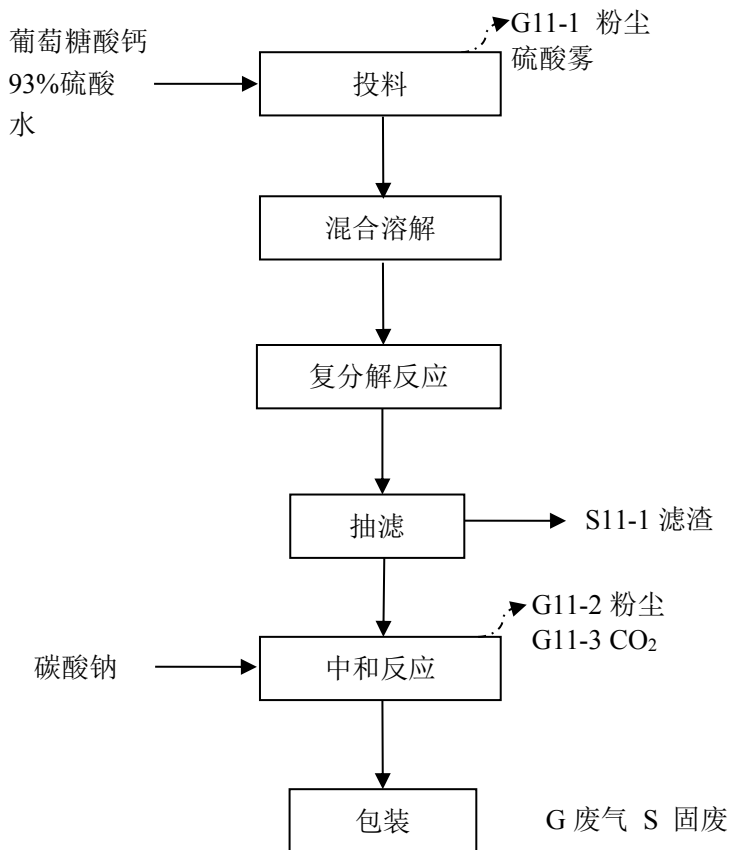 葡萄糖酸钙
93%硫酸
水
G11-1 粉尘
硫酸雾
投料
混合溶解
复分解反应
抽滤
S11-1 滤渣
G11-2 粉尘
G11-3 CO₂
碳酸钠
中和反应
包装
G 废气 S 固废